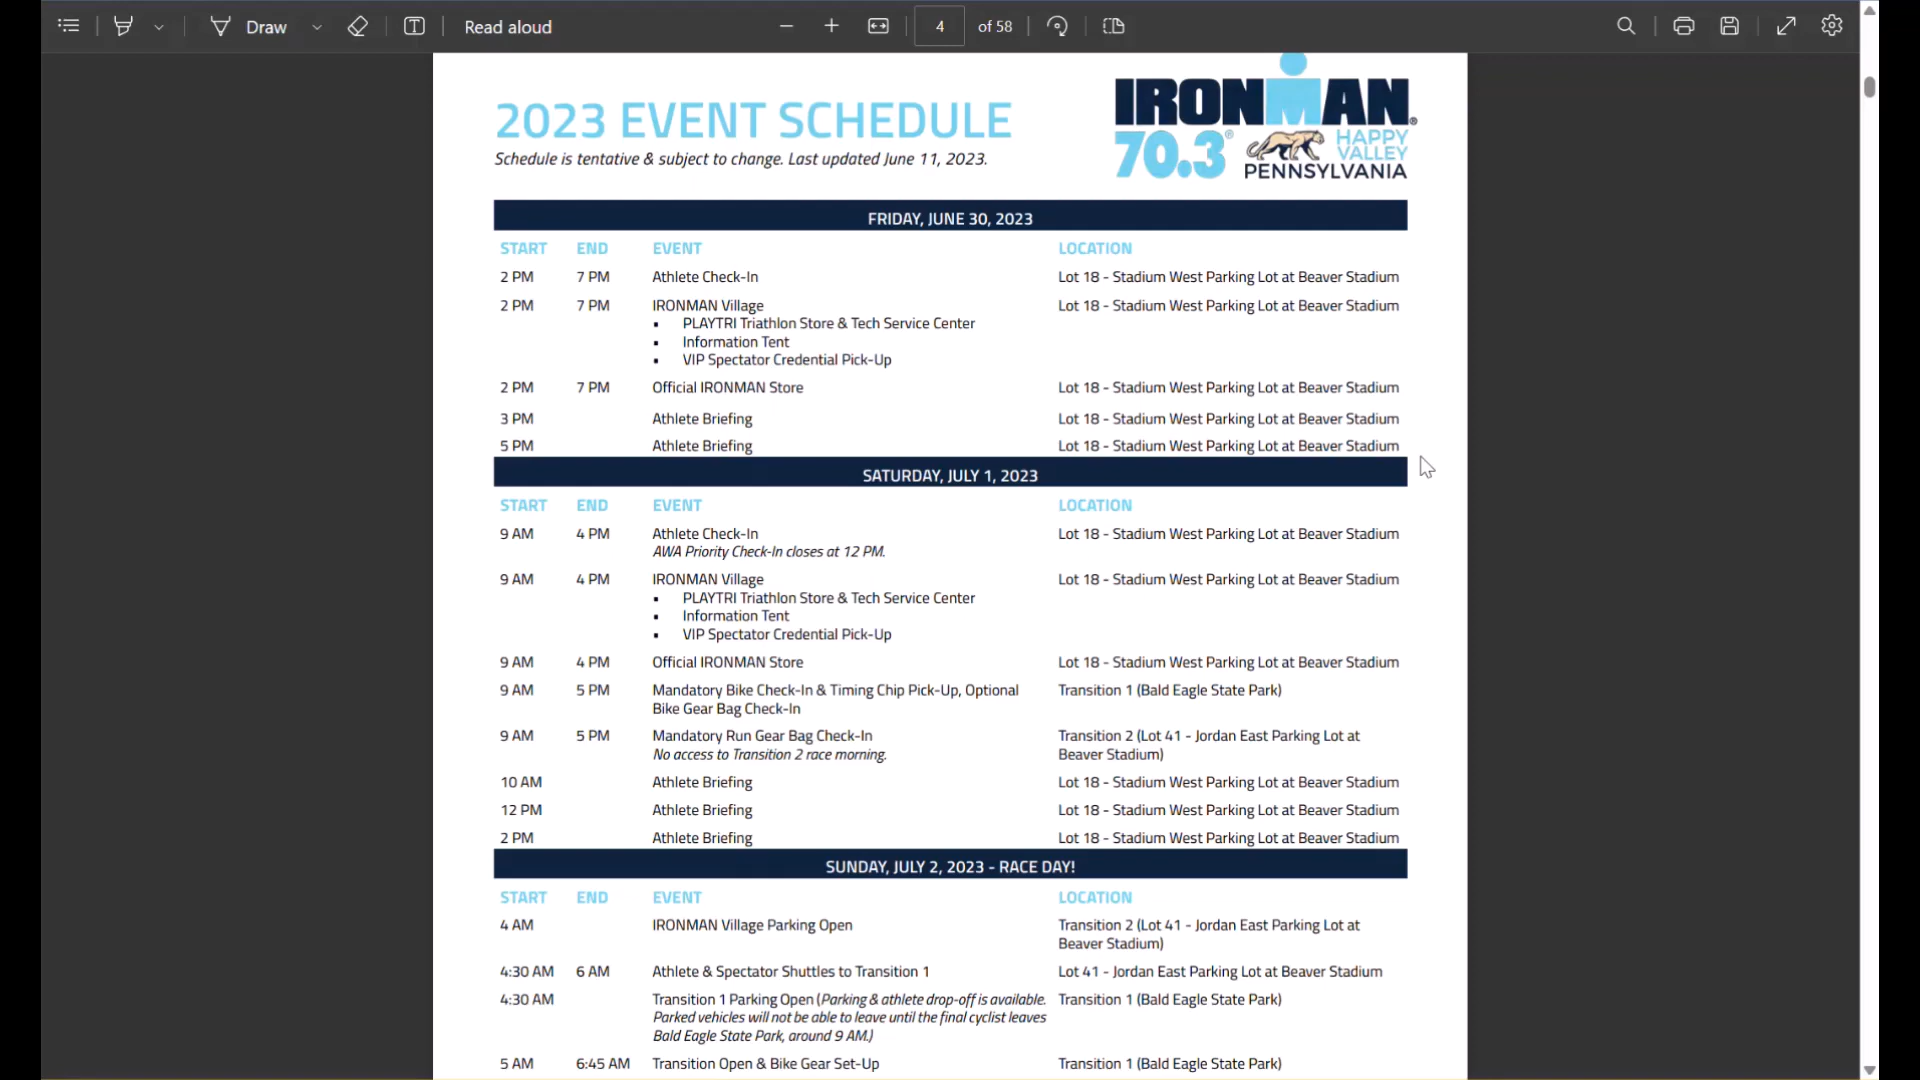 Draw
Read aloud
4
of 58
IRONMAN®
70.3®
HAPPY
VALLEY
PENNSYLVANIA
2023 EVENT SCHEDULE
Schedule is tentative & subject to change. Last updated June 11, 2023.
FRIDAY, JUNE 30, 2023
START END EVENT LOCATION
2 PM 7 PM Athlete Check-In Lot 18 - Stadium West Parking Lot at Beaver Stadium
2 PM 7 PM IRONMAN Village Lot 18 - Stadium West Parking Lot at Beaver Stadium
▪ PLAYTRI Triathlon Store & Tech Service Center
▪ Information Tent
▪ VIP Spectator Credential Pick-Up
2 PM 7 PM Official IRONMAN Store Lot 18 - Stadium West Parking Lot at Beaver Stadium
3 PM Athlete Briefing Lot 18 - Stadium West Parking Lot at Beaver Stadium
5 PM Athlete Briefing Lot 18 - Stadium West Parking Lot at Beaver Stadium
SATURDAY, JULY 1, 2023
START END EVENT LOCATION
9 AM 4 PM Athlete Check-In Lot 18 - Stadium West Parking Lot at Beaver Stadium
AWA Priority Check-In closes at 12 PM.
9 AM 4 PM IRONMAN Village Lot 18 - Stadium West Parking Lot at Beaver Stadium
▪ PLAYTRI Triathlon Store & Tech Service Center
▪ Information Tent
▪ VIP Spectator Credential Pick-Up
9 AM 4 PM Official IRONMAN Store Lot 18 - Stadium West Parking Lot at Beaver Stadium
9 AM 5 PM Mandatory Bike Check-In & Timing Chip Pick-Up, Optional Transition 1 (Bald Eagle State Park)
Bike Gear Bag Check-In
9 AM 5 PM Mandatory Run Gear Bag Check-In Transition 2 (Lot 41 - Jordan East Parking Lot at
No access to Transition 2 race morning. Beaver Stadium)
10 AM Athlete Briefing Lot 18 - Stadium West Parking Lot at Beaver Stadium
12 PM Athlete Briefing Lot 18 - Stadium West Parking Lot at Beaver Stadium
2 PM Athlete Briefing Lot 18 - Stadium West Parking Lot at Beaver Stadium
SUNDAY, JULY 2, 2023 - RACE DAY!
START END EVENT LOCATION
4 AM IRONMAN Village Parking Open Transition 2 (Lot 41 - Jordan East Parking Lot at
Beaver Stadium)
4:30 AM 6 AM Athlete & Spectator Shuttles to Transition 1 Lot 41 - Jordan East Parking Lot at Beaver Stadium
4:30 AM Transition 1 Parking Open (Parking & athlete drop-off is available. Transition 1 (Bald Eagle State Park)
Parked vehicles will not be able to leave until the final cyclist leaves
Bald Eagle State Park, around 9 AM.)
5 AM 6:45 AM Transition Open & Bike Gear Set-Up Transition 1 (Bald Eagle State Park)